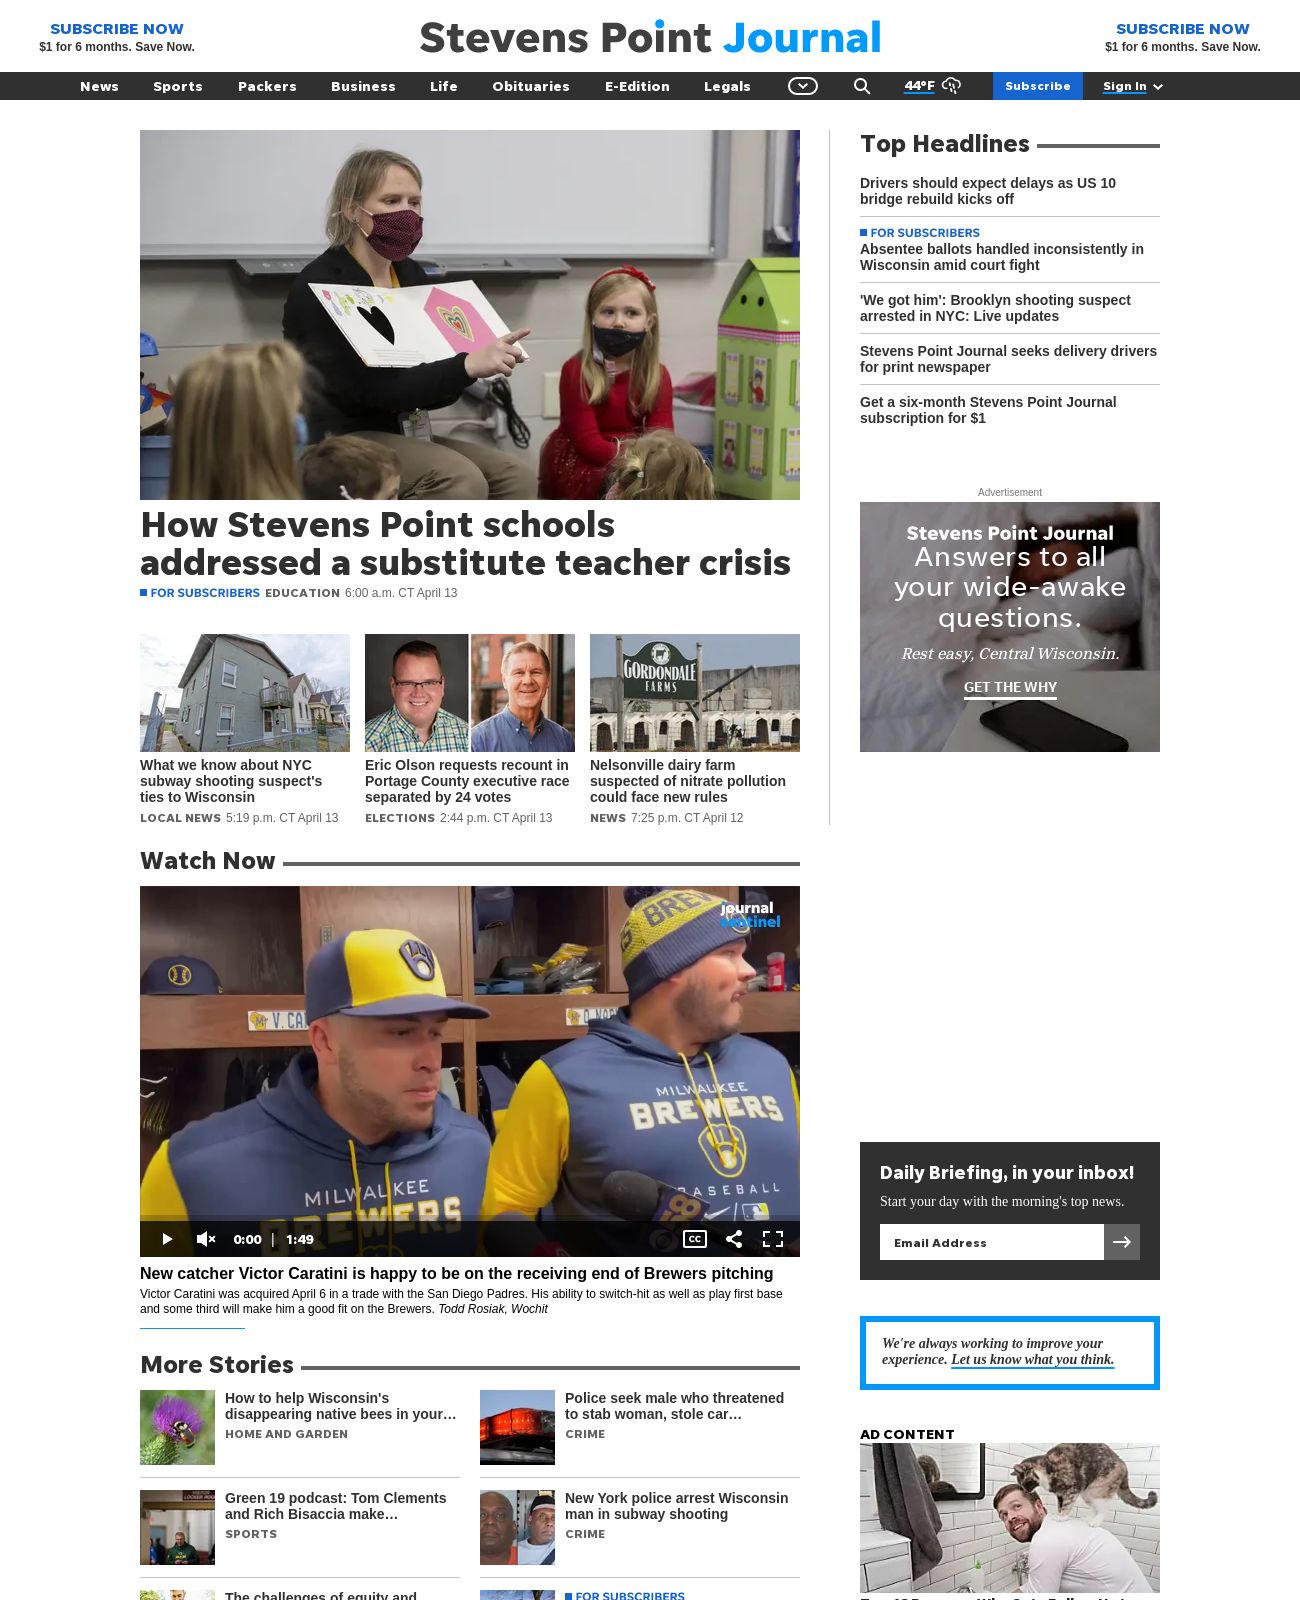 SUBSCRIBE NOW
$1 for 6 months. Save Now.
Stevens Point Journal
SUBSCRIBE NOW
$1 for 6 months. Save Now.
News Sports Packers Business Life Obituaries E-Edition Legals 44°F Subscribe Sign In
How Stevens Point schools
addressed a substitute teacher crisis
FOR SUBSCRIBERS EDUCATION 6:00 a.m. CT April 13
GORDONDALE
FARMS
What we know about NYC
subway shooting suspect's
ties to Wisconsin
LOCAL NEWS 5:19 p.m. CT April 13
Eric Olson requests recount in
Portage County executive race
separated by 24 votes
ELECTIONS 2:44 p.m. CT April 13
Nelsonville dairy farm
suspected of nitrate pollution
could face new rules
NEWS 7:25 p.m. CT April 12
Top Headlines
Drivers should expect delays as US 10
bridge rebuild kicks off
FOR SUBSCRIBERS
Absentee ballots handled inconsistently in
Wisconsin amid court fight
'We got him': Brooklyn shooting suspect
arrested in NYC: Live updates
Stevens Point Journal seeks delivery drivers
for print newspaper
Get a six-month Stevens Point Journal
subscription for $1
Advertisement
Stevens Point Journal
Answers to all
your wide-awake
questions.
Rest easy, Central Wisconsin.
GET THE WHY
Watch Now
journal
sentinel
MILWAUKEE
BREWERS
BASEBALL
MILWAUKEE
BREWERS
58
0:00 | 1:49
CC
New catcher Victor Caratini is happy to be on the receiving end of Brewers pitching
Victor Caratini was acquired April 6 in a trade with the San Diego Padres. His ability to switch-hit as well as play first base
and some third will make him a good fit on the Brewers. Todd Rosiak, Wochit
More Stories
How to help Wisconsin's
disappearing native bees in your…
HOME AND GARDEN
Police seek male who threatened
to stab woman, stole car…
CRIME
Green 19 podcast: Tom Clements
and Rich Bisaccia make…
SPORTS
New York police arrest Wisconsin
man in subway shooting
CRIME
The challenges of equity and
FOR SUBSCRIBERS
Daily Briefing, in your inbox!
Start your day with the morning's top news.
Email Address
We're always working to improve your
experience. Let us know what you think.
AD CONTENT